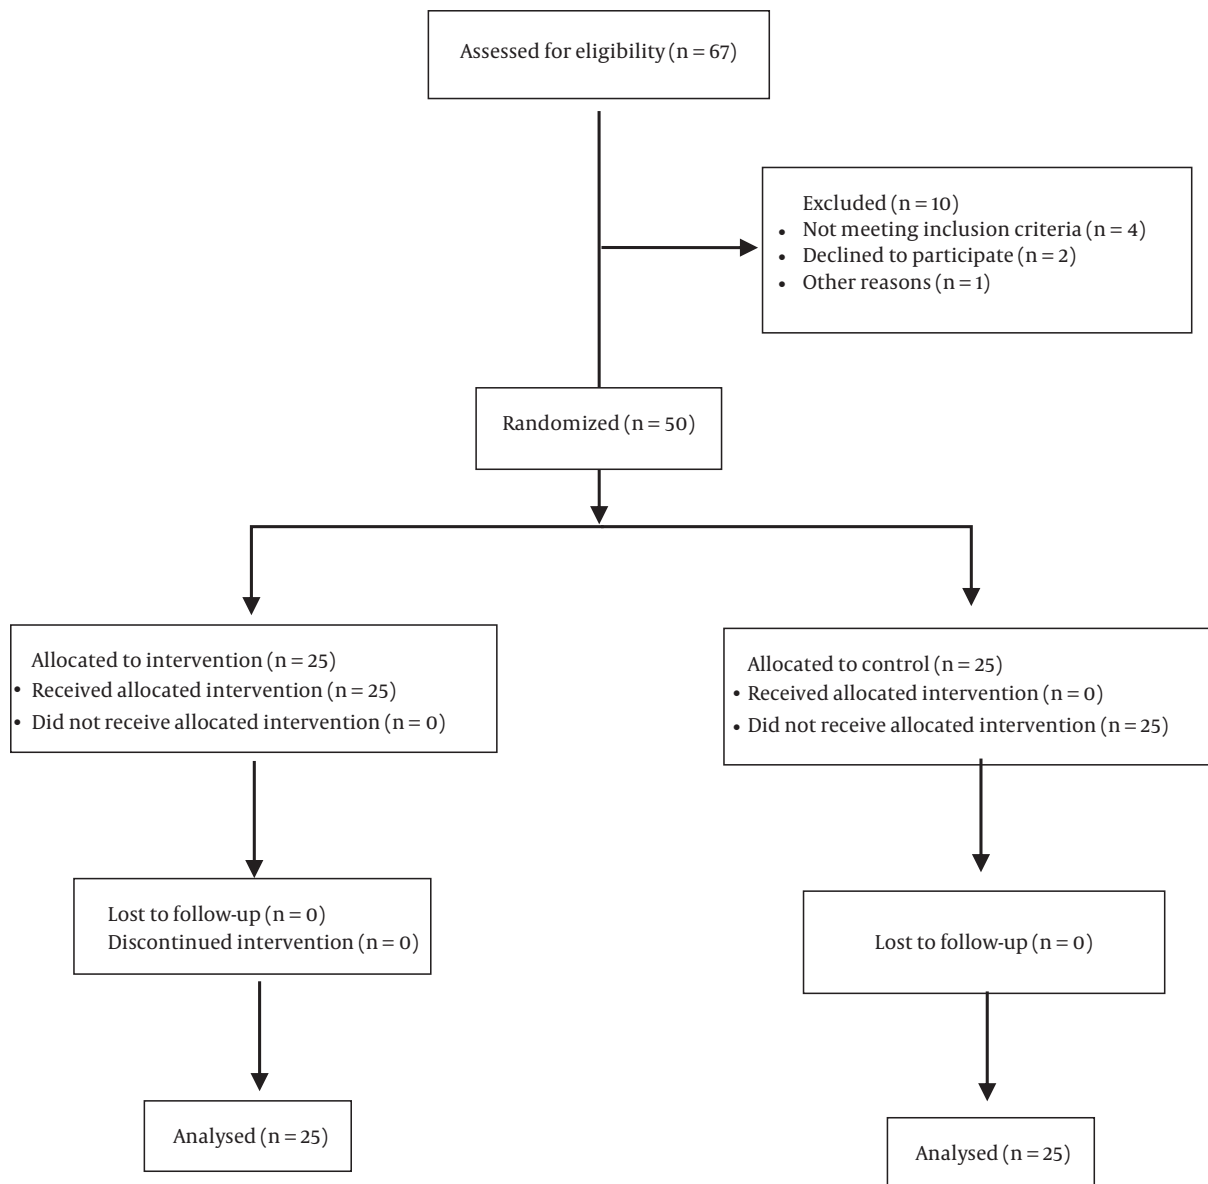 Assessed for eligibility (n = 67)
Excluded (n = 10)
• Not meeting inclusion criteria (n = 4)
• Declined to participate (n = 2)
• Other reasons (n = 1)
Randomized (n = 50)
Allocated to intervention (n = 25)
• Received allocated intervention (n = 25)
• Did not receive allocated intervention (n = 0)
Allocated to control (n = 25)
• Received allocated intervention (n = 0)
• Did not receive allocated intervention (n = 25)
Lost to follow-up (n = 0)
Discontinued intervention (n = 0)
Lost to follow-up (n = 0)
Analysed (n = 25)
Analysed (n = 25)